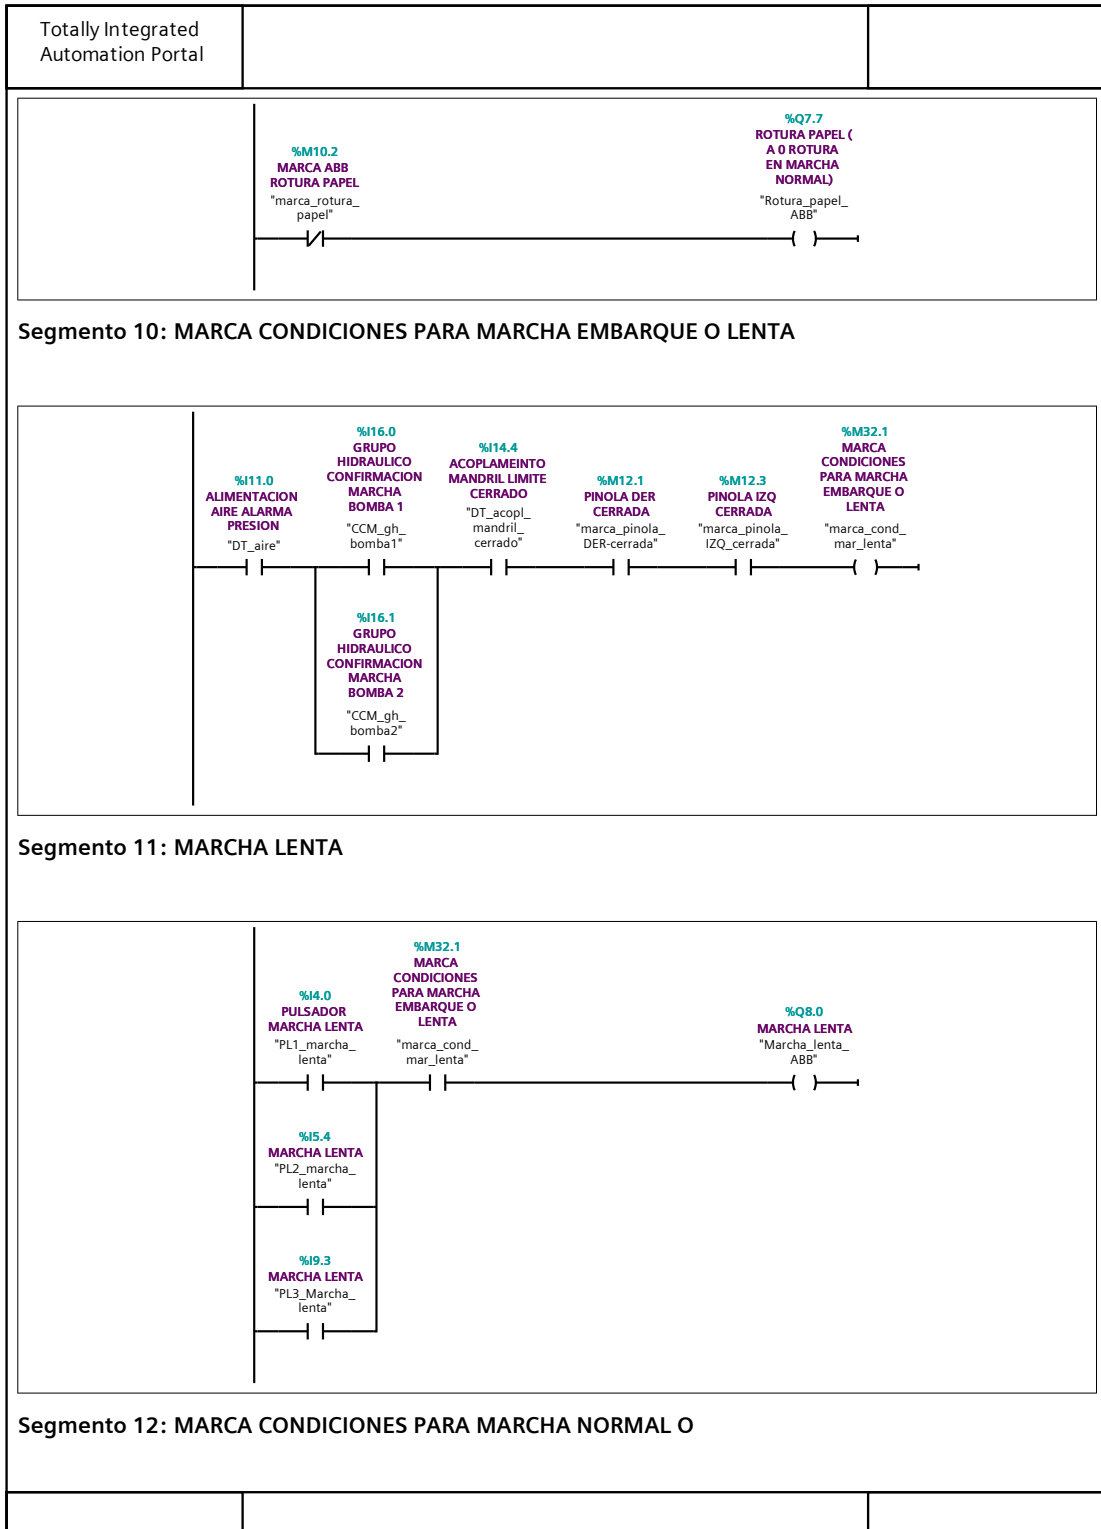 Totally Integrated
Automation Portal
%M10.2
MARCA ABB
ROTURA PAPEL
"marca_rotura_
papel"
%Q7.7
ROTURA PAPEL (
A 0 ROTURA
EN MARCHA
NORMAL)
"Rotura_papel_
ABB"
Segmento 10: MARCA CONDICIONES PARA MARCHA EMBARQUE O LENTA
%I11.0
ALIMENTACION
AIRE ALARMA
PRESION
"DT_aire"
%I16.0
GRUPO
HIDRAULICO
CONFIRMACION
MARCHA
BOMBA 1
"CCM_gh_
bomba1"
%I14.4
ACOPLAMEINTO
MANDRIL LIMITE
CERRADO
"DT_acopl_
mandril_
cerrado"
%M12.1
PINOLA DER
CERRADA
"marca_pinola_
DER-cerrada"
%M12.3
PINOLA IZQ
CERRADA
"marca_pinola_
IZQ_cerrada"
%M32.1
MARCA
CONDICIONES
PARA MARCHA
EMBARQUE O
LENTA
"marca_cond_
mar_lenta"
%I16.1
GRUPO
HIDRAULICO
CONFIRMACION
MARCHA
BOMBA 2
"CCM_gh_
bomba2"
Segmento 11: MARCHA LENTA
%I4.0
PULSADOR
MARCHA LENTA
"PL1_marcha_
lenta"
%M32.1
MARCA
CONDICIONES
PARA MARCHA
EMBARQUE O
LENTA
"marca_cond_
mar_lenta"
%Q8.0
MARCHA LENTA
"Marcha_lenta_
ABB"
%I5.4
MARCHA LENTA
"PL2_marcha_
lenta"
%I9.3
MARCHA LENTA
"PL3_Marcha_
lenta"
Segmento 12: MARCA CONDICIONES PARA MARCHA NORMAL O